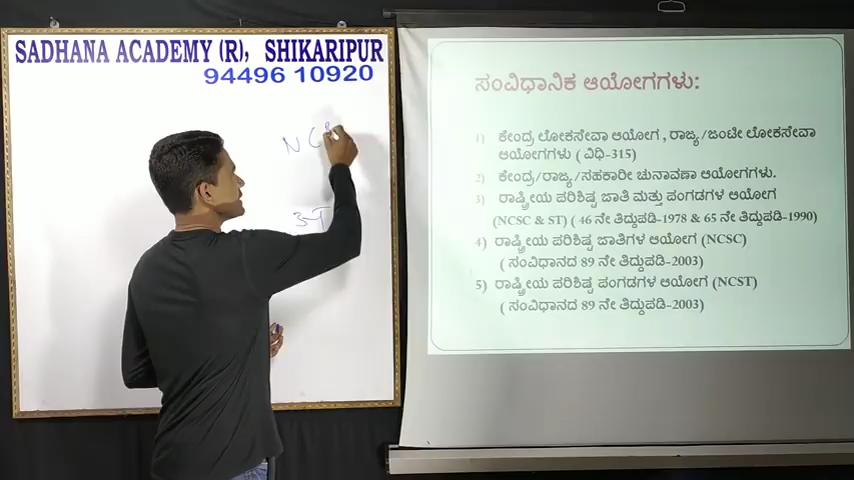 SADHANA ACADEMY (R), SHIKARIPUR
94496 10920
NC
ಸಂವಿಧಾನಿಕ ಆಯೋಗಗಳು:
1) ಕೇಂದ್ರ ಲೋಕಸೇವಾ ಆಯೋಗ, ರಾಜ್ಯ/ಜಂಟೀ ಲೋಕಸೇವಾ
ಆಯೋಗಗಳು ( ವಿಧಿ-315)
2) ಕೇಂದ್ರ/ರಾಜ್ಯ/ಸಹಕಾರೀ ಚುನಾವಣಾ ಆಯೋಗಗಳು.
3) ರಾಷ್ಟ್ರೀಯ ಪರಿಶಿಷ್ಟ ಜಾತಿ ಮತ್ತು ಪಂಗಡಗಳ ಆಯೋಗ
(NCSC & ST) ( 46 ನೇ ತಿದ್ದುಪಡಿ-1978 & 65 ನೇ ತಿದ್ದುಪಡಿ-1990)
4) ರಾಷ್ಟ್ರೀಯ ಪರಿಶಿಷ್ಟ ಜಾತಿಗಳ ಆಯೋಗ (NCSC)
( ಸಂವಿಧಾನದ 89 ನೇ ತಿದ್ದುಪಡಿ-2003)
5) ರಾಷ್ಟ್ರೀಯ ಪರಿಶಿಷ್ಟ ಪಂಗಡಗಳ ಆಯೋಗ (NCST)
( ಸಂವಿಧಾನದ 89 ನೇ ತಿದ್ದುಪಡಿ-2003)